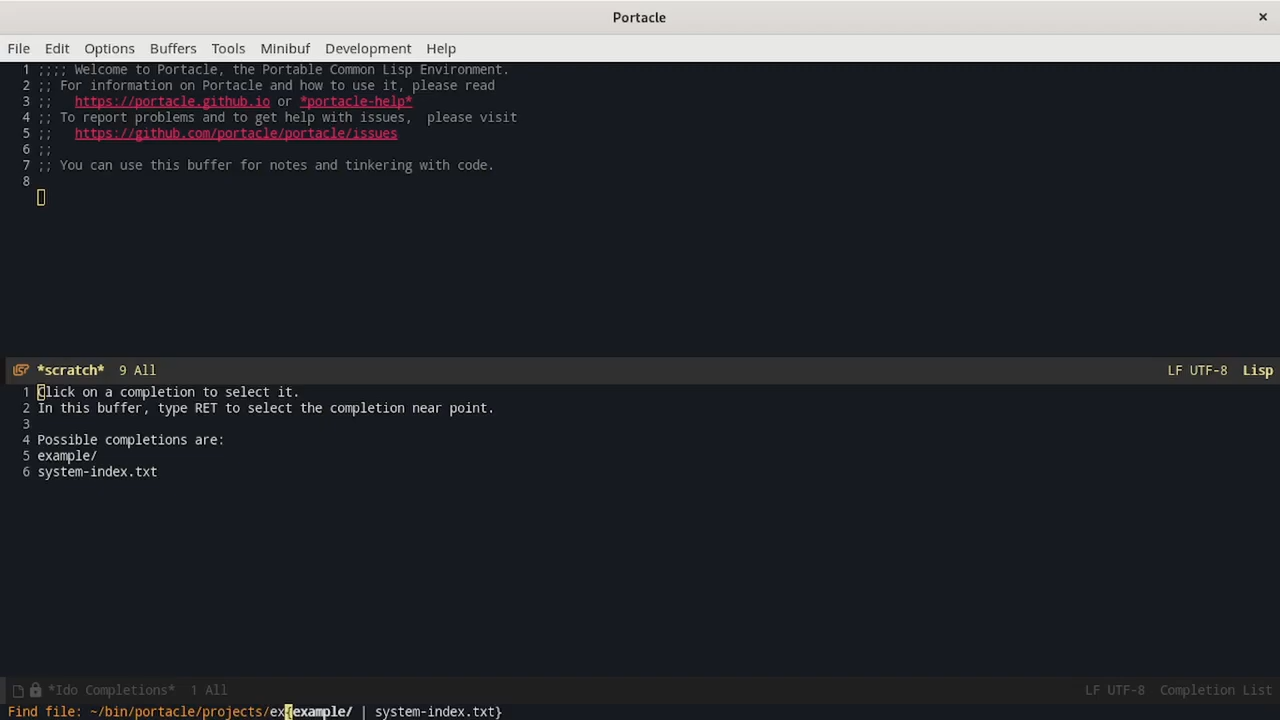 Portacle ×
File Edit Options Buffers Tools Minibuf Development Help
1 ;;;; Welcome to Portacle, the Portable Common Lisp Environment.
2 ;; For information on Portacle and how to use it, please read
3 ;;   https://portacle.github.io or *portacle-help*
4 ;; To report problems and to get help with issues,  please visit
5 ;;   https://github.com/portacle/portacle/issues
6 ;;
7 ;; You can use this buffer for notes and tinkering with code.
8
*scratch*  9 All LF UTF-8  Lisp
1 Click on a completion to select it.
2 In this buffer, type RET to select the completion near point.
3
4 Possible completions are:
5 example/
6 system-index.txt
*Ido Completions*  1 All LF UTF-8  Completion List
Find file: ~/bin/portacle/projects/ex{example/ | system-index.txt}